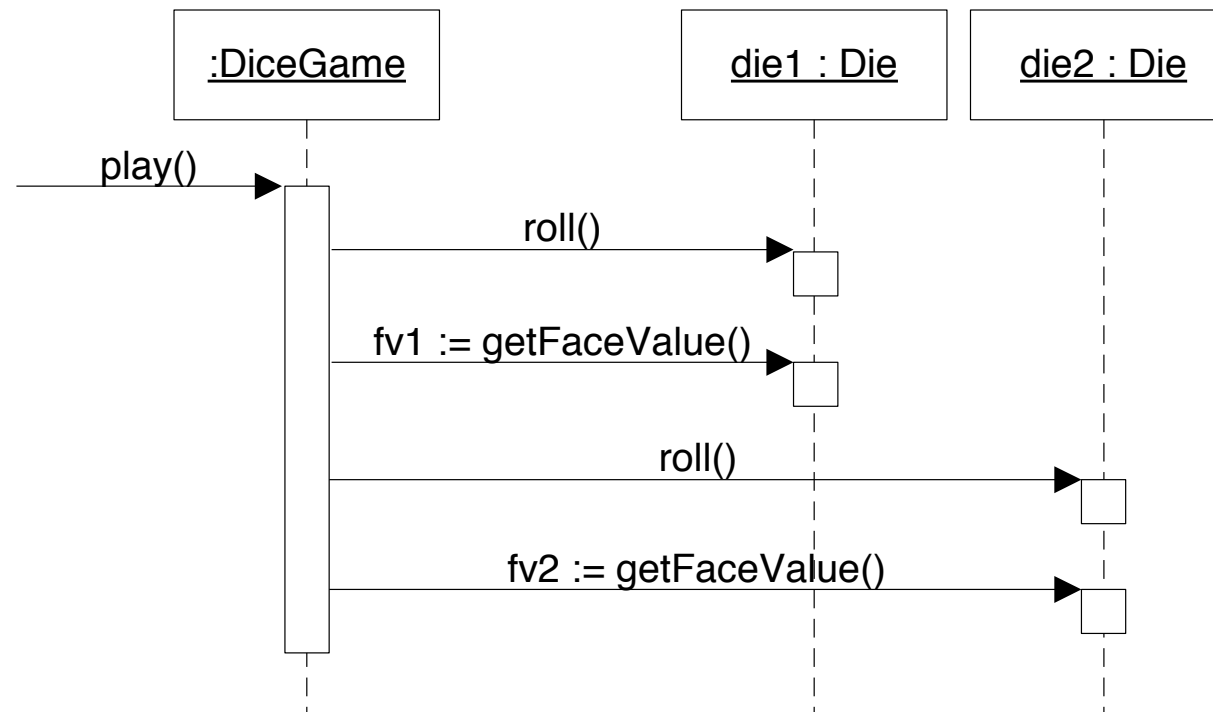 :DiceGame
die1 : Die
die2 : Die
play()
roll()
fv1 := getFaceValue()
roll()
fv2 := getFaceValue()